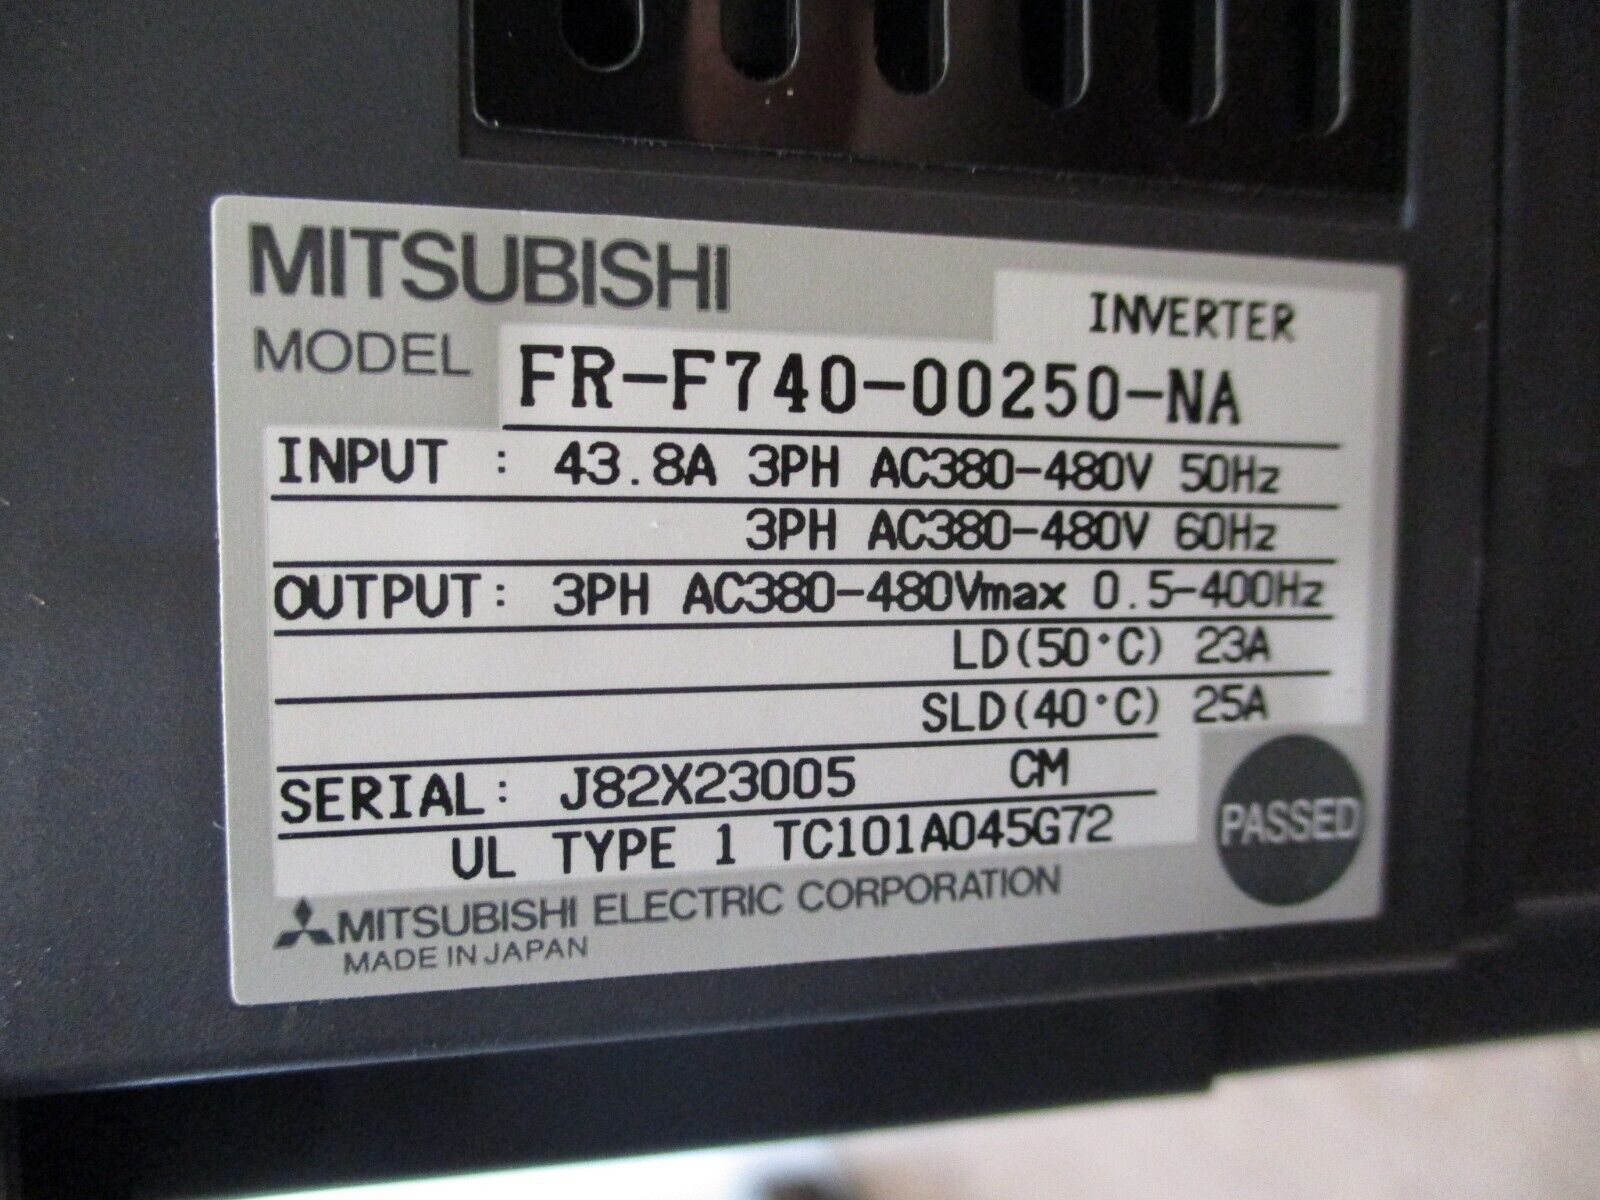 MITSUBISHI
INVERTER
MODEL FR-F740-00250-NA
INPUT : 43.8A 3PH AC380-480V 50Hz
3PH AC380-480V 60Hz
OUTPUT: 3PH AC380-480Vmax 0.5-400Hz
LD(50°C) 23A
SLD(40°C) 25A
SERIAL: J82X23005 CM
UL TYPE 1 TC101A045G72
PASSED
MITSUBISHI ELECTRIC CORPORATION
MADE IN JAPAN